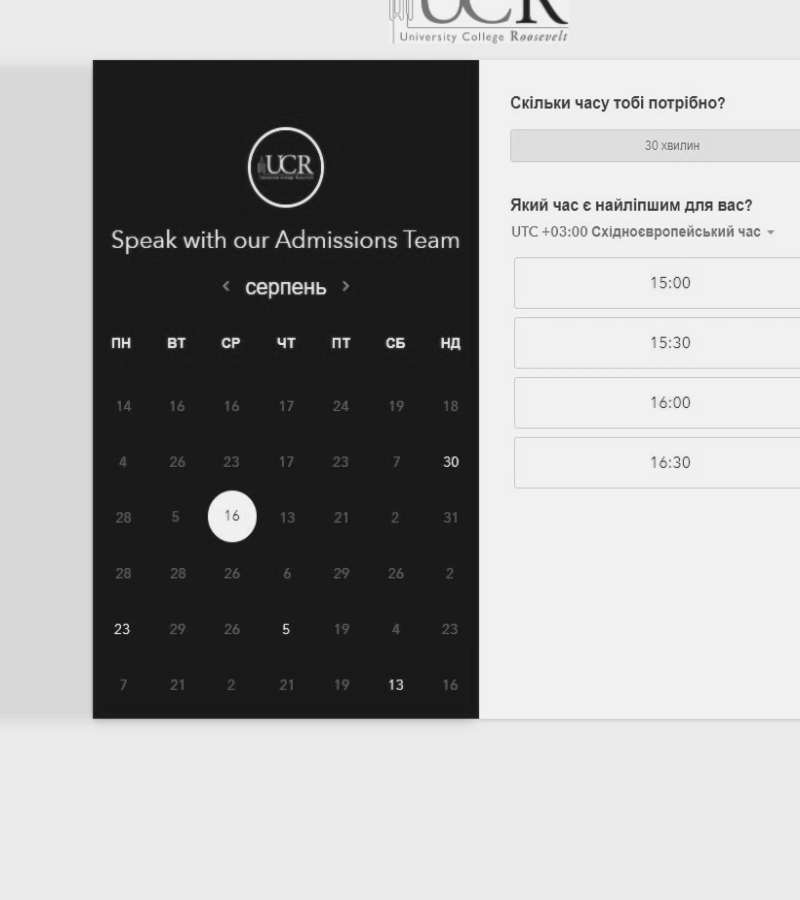 UCR
University College Roosevelt
UCR
Speak with our Admissions Team
‹ серпень ›
ПН ВТ СР ЧТ ПТ СБ НД
14 16 16 17 24 19 18
4 26 23 17 23 7 30
28 5 16 13 21 2 31
28 28 26 6 29 26 2
23 29 26 5 19 4 23
7 21 2 21 19 13 16
Скільки часу тобі потрібно?
30 хвилин
Який час є найліпшим для вас?
UTC +03:00 Східноєвропейський час
15:00
15:30
16:00
16:30